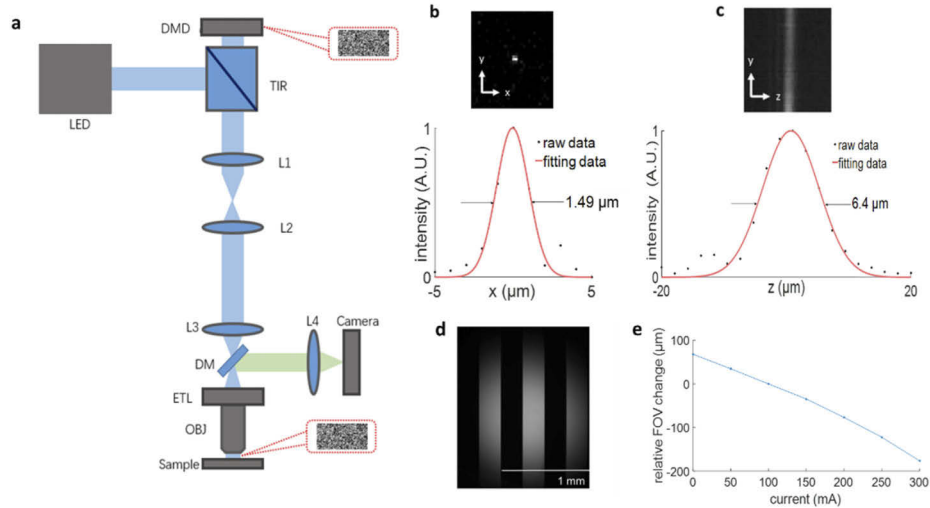 a
DMD
TIR
LED
L1
L2
L3
L4
Camera
DM
ETL
OBJ
Sample
b
y
x
1
intensity (A.U.)
0
raw data
fitting data
1.49 μm
-5
5
x (μm)
c
y
z
1
intensity (A.U.)
0
raw data
fitting data
6.4 μm
-20
20
z (μm)
d
1 mm
e
relative FOV change (μm)
100
0
-100
-200
0
50
100
150
200
250
300
current (mA)